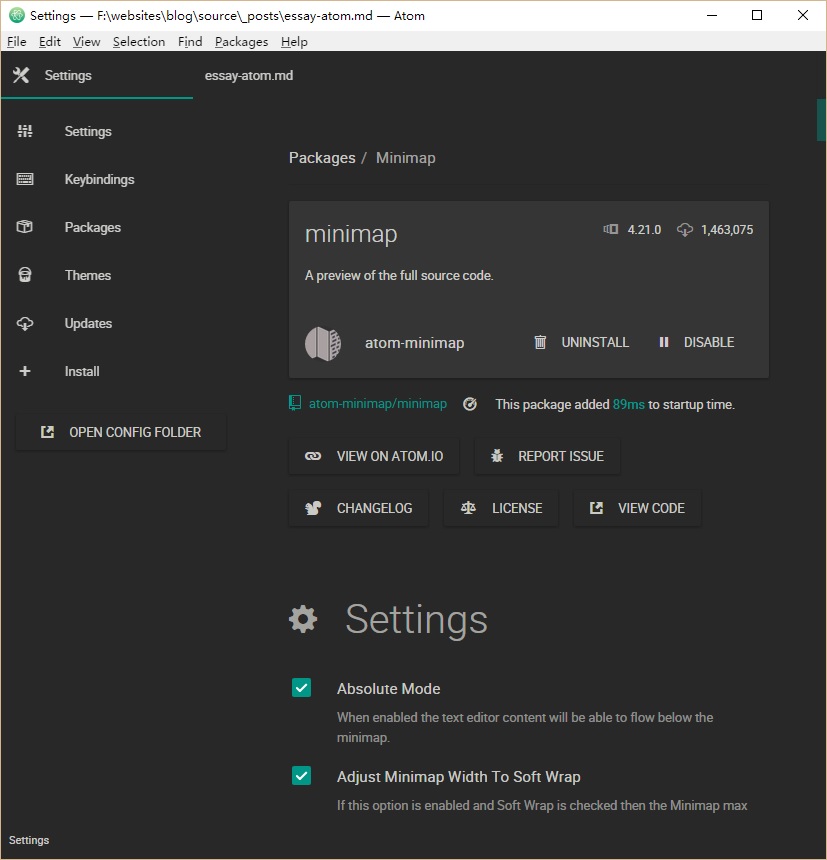 Settings — F:\websites\blog\source\_posts\essay-atom.md — Atom
File Edit View Selection Find Packages Help
Settings
essay-atom.md
Settings
Keybindings
Packages
Themes
Updates
Install
OPEN CONFIG FOLDER
Packages / Minimap
minimap
4.21.0
1,463,075
A preview of the full source code.
atom-minimap
UNINSTALL
DISABLE
atom-minimap/minimap
This package added 89ms to startup time.
VIEW ON ATOM.IO
REPORT ISSUE
CHANGELOG
LICENSE
VIEW CODE
Settings
Absolute Mode
When enabled the text editor content will be able to flow below the
minimap.
Adjust Minimap Width To Soft Wrap
If this option is enabled and Soft Wrap is checked then the Minimap max
Settings